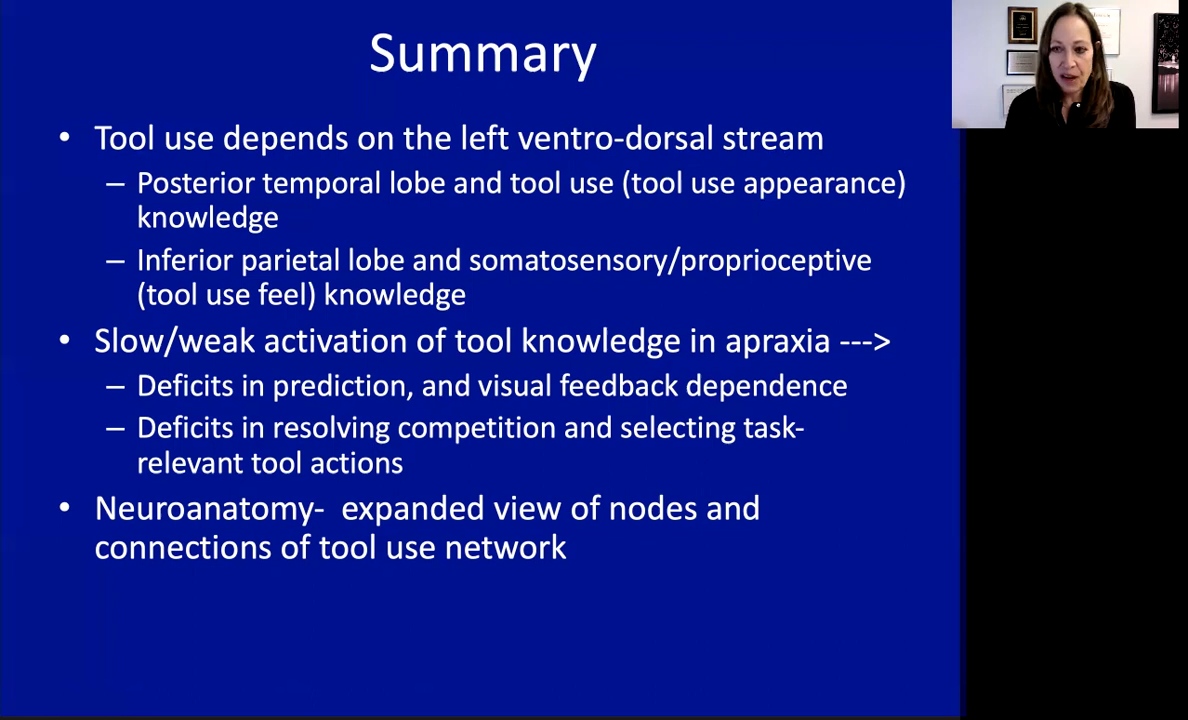 Summary
• Tool use depends on the left ventro-dorsal stream
– Posterior temporal lobe and tool use (tool use appearance)
knowledge
– Inferior parietal lobe and somatosensory/proprioceptive
(tool use feel) knowledge
• Slow/weak activation of tool knowledge in apraxia --->
– Deficits in prediction, and visual feedback dependence
– Deficits in resolving competition and selecting task-
relevant tool actions
• Neuroanatomy-  expanded view of nodes and
connections of tool use network